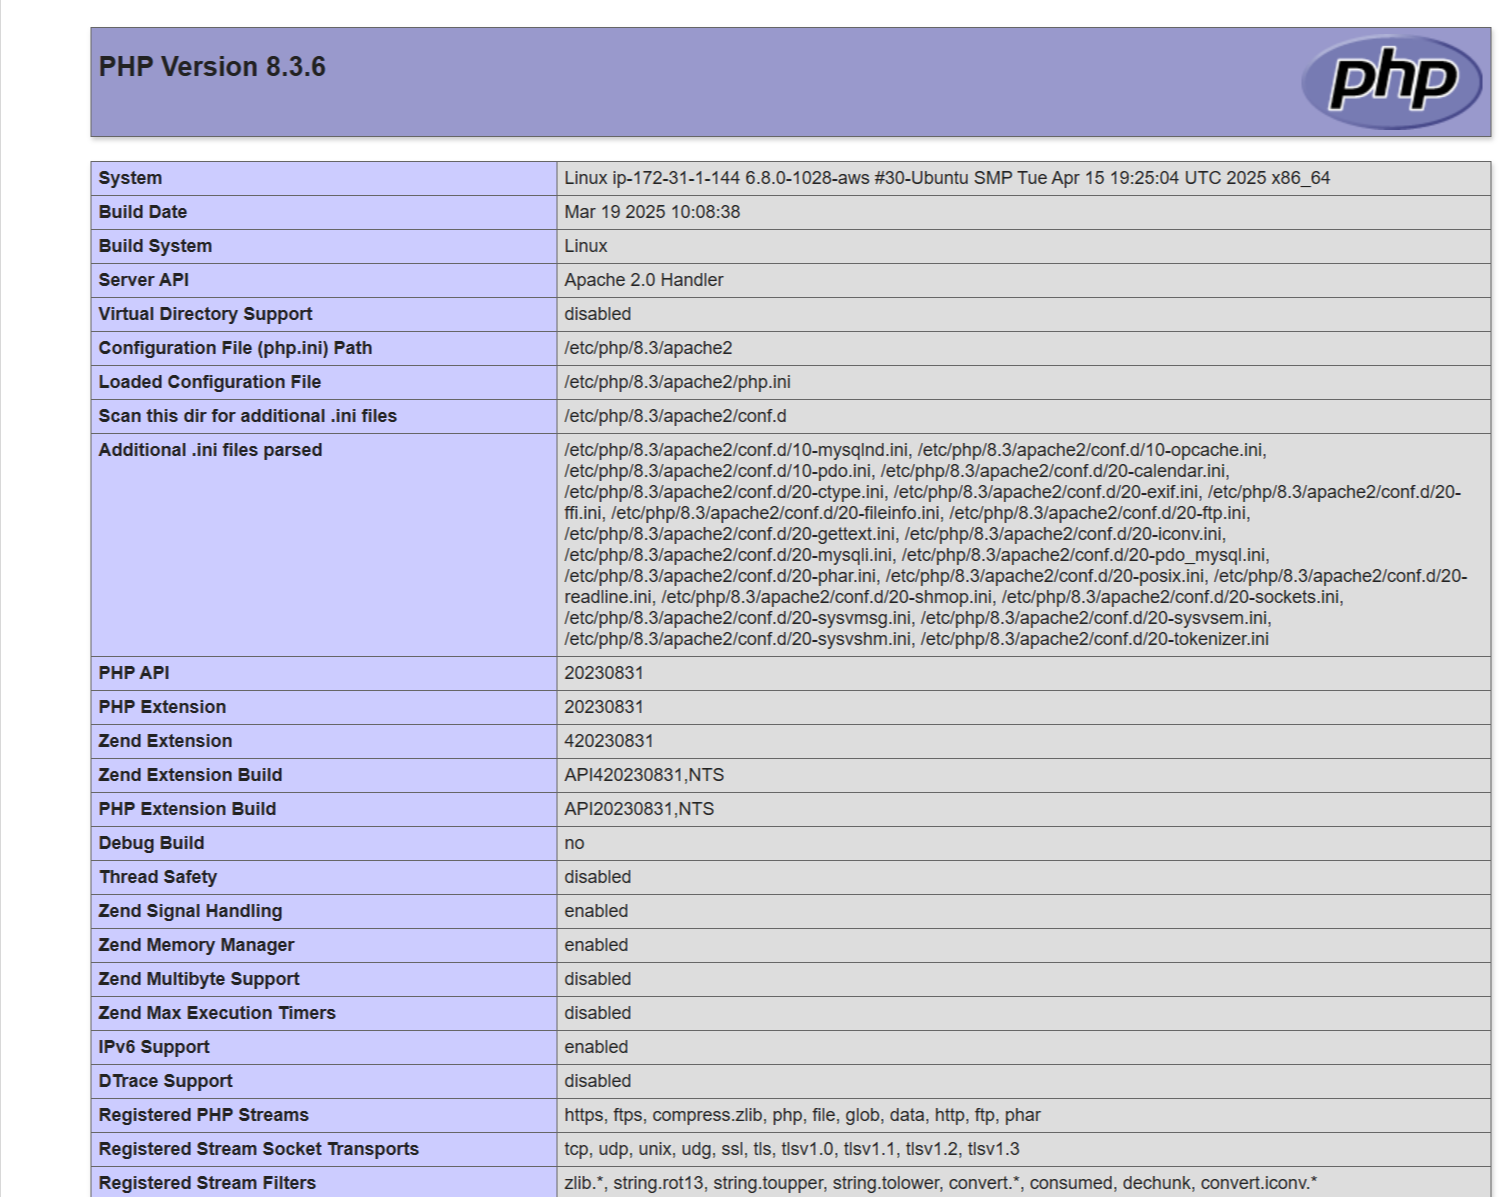 PHP Version 8.3.6
php
System Linux ip-172-31-1-144 6.8.0-1028-aws #30-Ubuntu SMP Tue Apr 15 19:25:04 UTC 2025 x86_64
Build Date Mar 19 2025 10:08:38
Build System Linux
Server API Apache 2.0 Handler
Virtual Directory Support disabled
Configuration File (php.ini) Path /etc/php/8.3/apache2
Loaded Configuration File /etc/php/8.3/apache2/php.ini
Scan this dir for additional .ini files /etc/php/8.3/apache2/conf.d
Additional .ini files parsed /etc/php/8.3/apache2/conf.d/10-mysqlnd.ini, /etc/php/8.3/apache2/conf.d/10-opcache.ini,
/etc/php/8.3/apache2/conf.d/10-pdo.ini, /etc/php/8.3/apache2/conf.d/20-calendar.ini,
/etc/php/8.3/apache2/conf.d/20-ctype.ini, /etc/php/8.3/apache2/conf.d/20-exif.ini, /etc/php/8.3/apache2/conf.d/20-
ffi.ini, /etc/php/8.3/apache2/conf.d/20-fileinfo.ini, /etc/php/8.3/apache2/conf.d/20-ftp.ini,
/etc/php/8.3/apache2/conf.d/20-gettext.ini, /etc/php/8.3/apache2/conf.d/20-iconv.ini,
/etc/php/8.3/apache2/conf.d/20-mysqli.ini, /etc/php/8.3/apache2/conf.d/20-pdo_mysql.ini,
/etc/php/8.3/apache2/conf.d/20-phar.ini, /etc/php/8.3/apache2/conf.d/20-posix.ini, /etc/php/8.3/apache2/conf.d/20-
readline.ini, /etc/php/8.3/apache2/conf.d/20-shmop.ini, /etc/php/8.3/apache2/conf.d/20-sockets.ini,
/etc/php/8.3/apache2/conf.d/20-sysvmsg.ini, /etc/php/8.3/apache2/conf.d/20-sysvsem.ini,
/etc/php/8.3/apache2/conf.d/20-sysvshm.ini, /etc/php/8.3/apache2/conf.d/20-tokenizer.ini
PHP API 20230831
PHP Extension 20230831
Zend Extension 420230831
Zend Extension Build API420230831,NTS
PHP Extension Build API20230831,NTS
Debug Build no
Thread Safety disabled
Zend Signal Handling enabled
Zend Memory Manager enabled
Zend Multibyte Support disabled
Zend Max Execution Timers disabled
IPv6 Support enabled
DTrace Support disabled
Registered PHP Streams https, ftps, compress.zlib, php, file, glob, data, http, ftp, phar
Registered Stream Socket Transports tcp, udp, unix, udg, ssl, tls, tlsv1.0, tlsv1.1, tlsv1.2, tlsv1.3
Registered Stream Filters zlib.*, string.rot13, string.toupper, string.tolower, convert.*, consumed, dechunk, convert.iconv.*